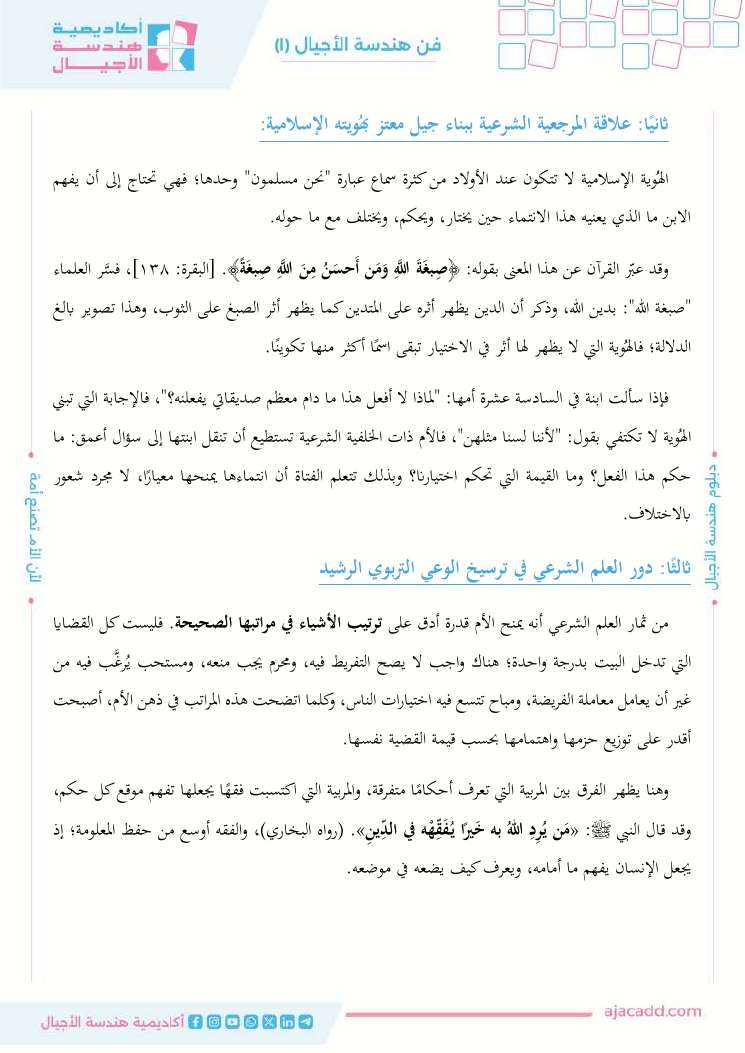 أكاديمية
هندسة
الأجيال
فن هندسة الأجيال (١)
ثانيًا: علاقة المرجعية الشرعية ببناء جيل معتز بهُويته الإسلامية:
الهُوية الإسلامية لا تتكون عند الأولاد من كثرة سماع عبارة "نحن مسلمون" وحدها؛ فهي تحتاج إلى أن يفهم
الابن ما الذي يعنيه هذا الانتماء حين يختار، ويحكم، ويختلف مع ما حوله.
وقد عبّر القرآن عن هذا المعنى بقوله: ﴿صِبغَةَ اللَّهِ وَمَن أَحسَنُ مِنَ اللَّهِ صِبغَةً﴾. [البقرة: ١٣٨]، فسَّر العلماء
"صبغة الله": بدين الله، وذكر أن الدين يظهر أثره على المتدين كما يظهر أثر الصبغ على الثوب، وهذا تصوير بالغ
الدلالة؛ فالهُوية التي لا يظهر لها أثر في الاختيار تبقى اسمًا أكثر منها تكوينًا.
فإذا سألت ابنة في السادسة عشرة أمها: "لماذا لا أفعل هذا ما دام معظم صديقاتي يفعلنه؟"، فالإجابة التي تبني
الهُوية لا تكتفي بقول: "لأننا لسنا مثلهن"، فالأم ذات الخلفية الشرعية تستطيع أن تنقل ابنتها إلى سؤال أعمق: ما
حكم هذا الفعل؟ وما القيمة التي تحكم اختيارنا؟ وبذلك تتعلم الفتاة أن انتماءها يمنحها معيارًا، لا مجرد شعور
بالاختلاف.
ثالثًا: دور العلم الشرعي في ترسيخ الوعي التربوي الرشيد
من ثمار العلم الشرعي أنه يمنح الأم قدرة أدق على ترتيب الأشياء في مراتبها الصحيحة. فليست كل القضايا
التي تدخل البيت بدرجة واحدة؛ هناك واجب لا يصح التفريط فيه، ومحرم يجب منعه، ومستحب يُرغَّب فيه من
غير أن يعامل معاملة الفريضة، ومباح تتسع فيه اختيارات الناس، وكلما اتضحت هذه المراتب في ذهن الأم، أصبحت
أقدر على توزيع حزمها واهتمامها بحسب قيمة القضية نفسها.
وهنا يظهر الفرق بين المربية التي تعرف أحكامًا متفرقة، والمربية التي اكتسبت فقهًا يجعلها تفهم موقع كل حكم،
وقد قال النبي ﷺ: «مَن يُرِدِ اللهُ به خَيرًا يُفَقِّهْه في الدِّينِ». (رواه البخاري)، والفقه أوسع من حفظ المعلومة؛ إذ
يجعل الإنسان يفهم ما أمامه، ويعرف كيف يضعه في موضعه.
دبلوم هندسة الأجيال
لأن الأم تصنع أمة
ajacadd.com
أكاديمية هندسة الأجيال